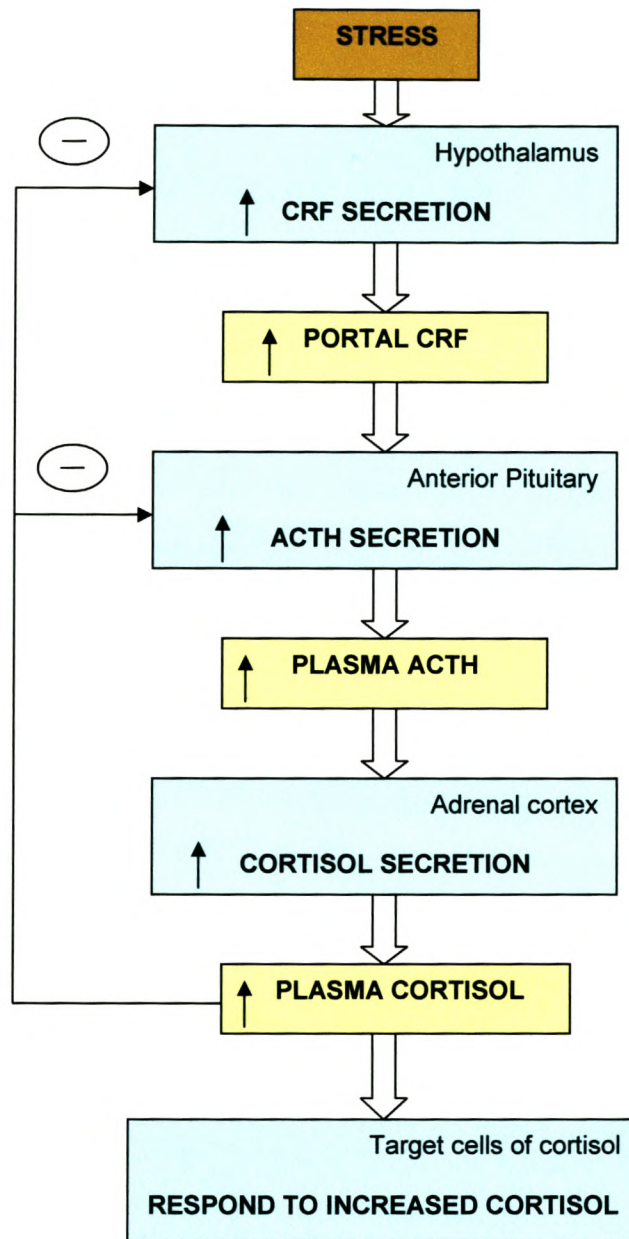 STRESS
−
Hypothalamus
↑ CRF SECRETION
↑ PORTAL CRF
−
Anterior Pituitary
↑ ACTH SECRETION
↑ PLASMA ACTH
Adrenal cortex
↑ CORTISOL SECRETION
↑ PLASMA CORTISOL
Target cells of cortisol
RESPOND TO INCREASED CORTISOL